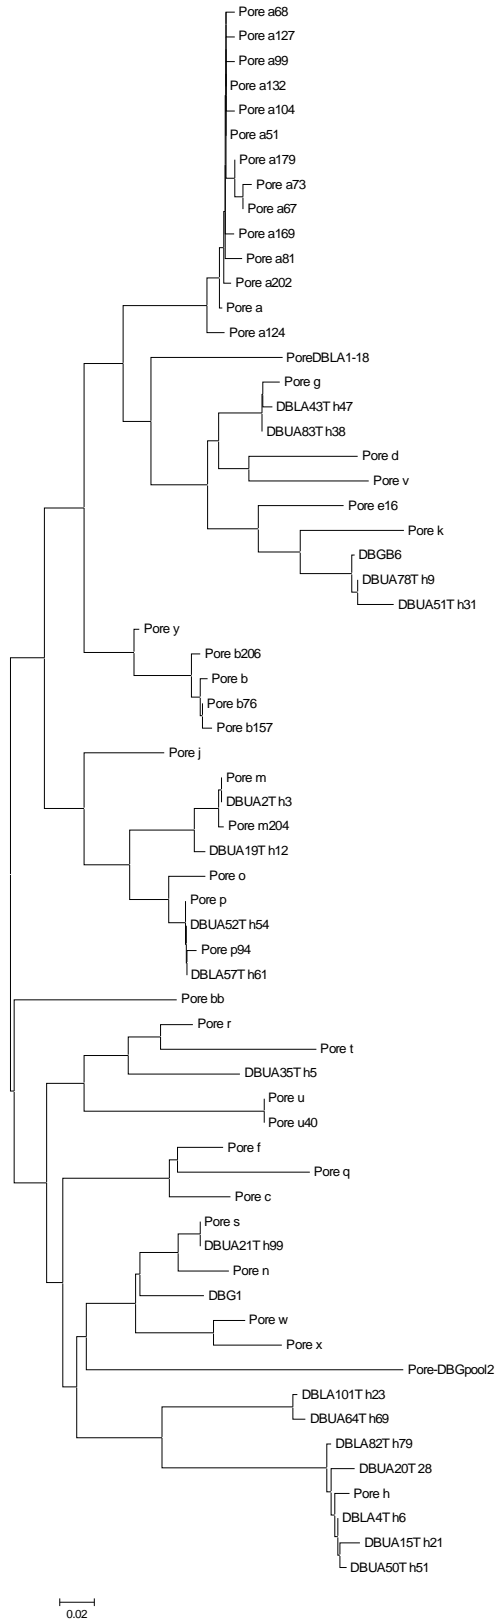 Pore a68
Pore a127
Pore a99
Pore a132
Pore a104
Pore a51
Pore a179
Pore a73
Pore a67
Pore a169
Pore a81
Pore a202
Pore a
Pore a124
PoreDBLA1-18
Pore g
DBLA43T h47
DBUA83T h38
Pore d
Pore v
Pore e16
Pore k
DBGB6
DBUA78T h9
DBUA51T h31
Pore y
Pore b206
Pore b
Pore b76
Pore b157
Pore j
Pore m
DBUA2T h3
Pore m204
DBUA19T h12
Pore o
Pore p
DBUA52T h54
Pore p94
DBLA57T h61
Pore bb
Pore r
Pore t
DBUA35T h5
Pore u
Pore u40
Pore f
Pore q
Pore c
Pore s
DBUA21T h99
Pore n
DBG1
Pore w
Pore x
Pore-DBGpool2
DBLA101T h23
DBUA64T h69
DBLA82T h79
DBUA20T 28
Pore h
DBLA4T h6
DBUA15T h21
DBUA50T h51
0.02